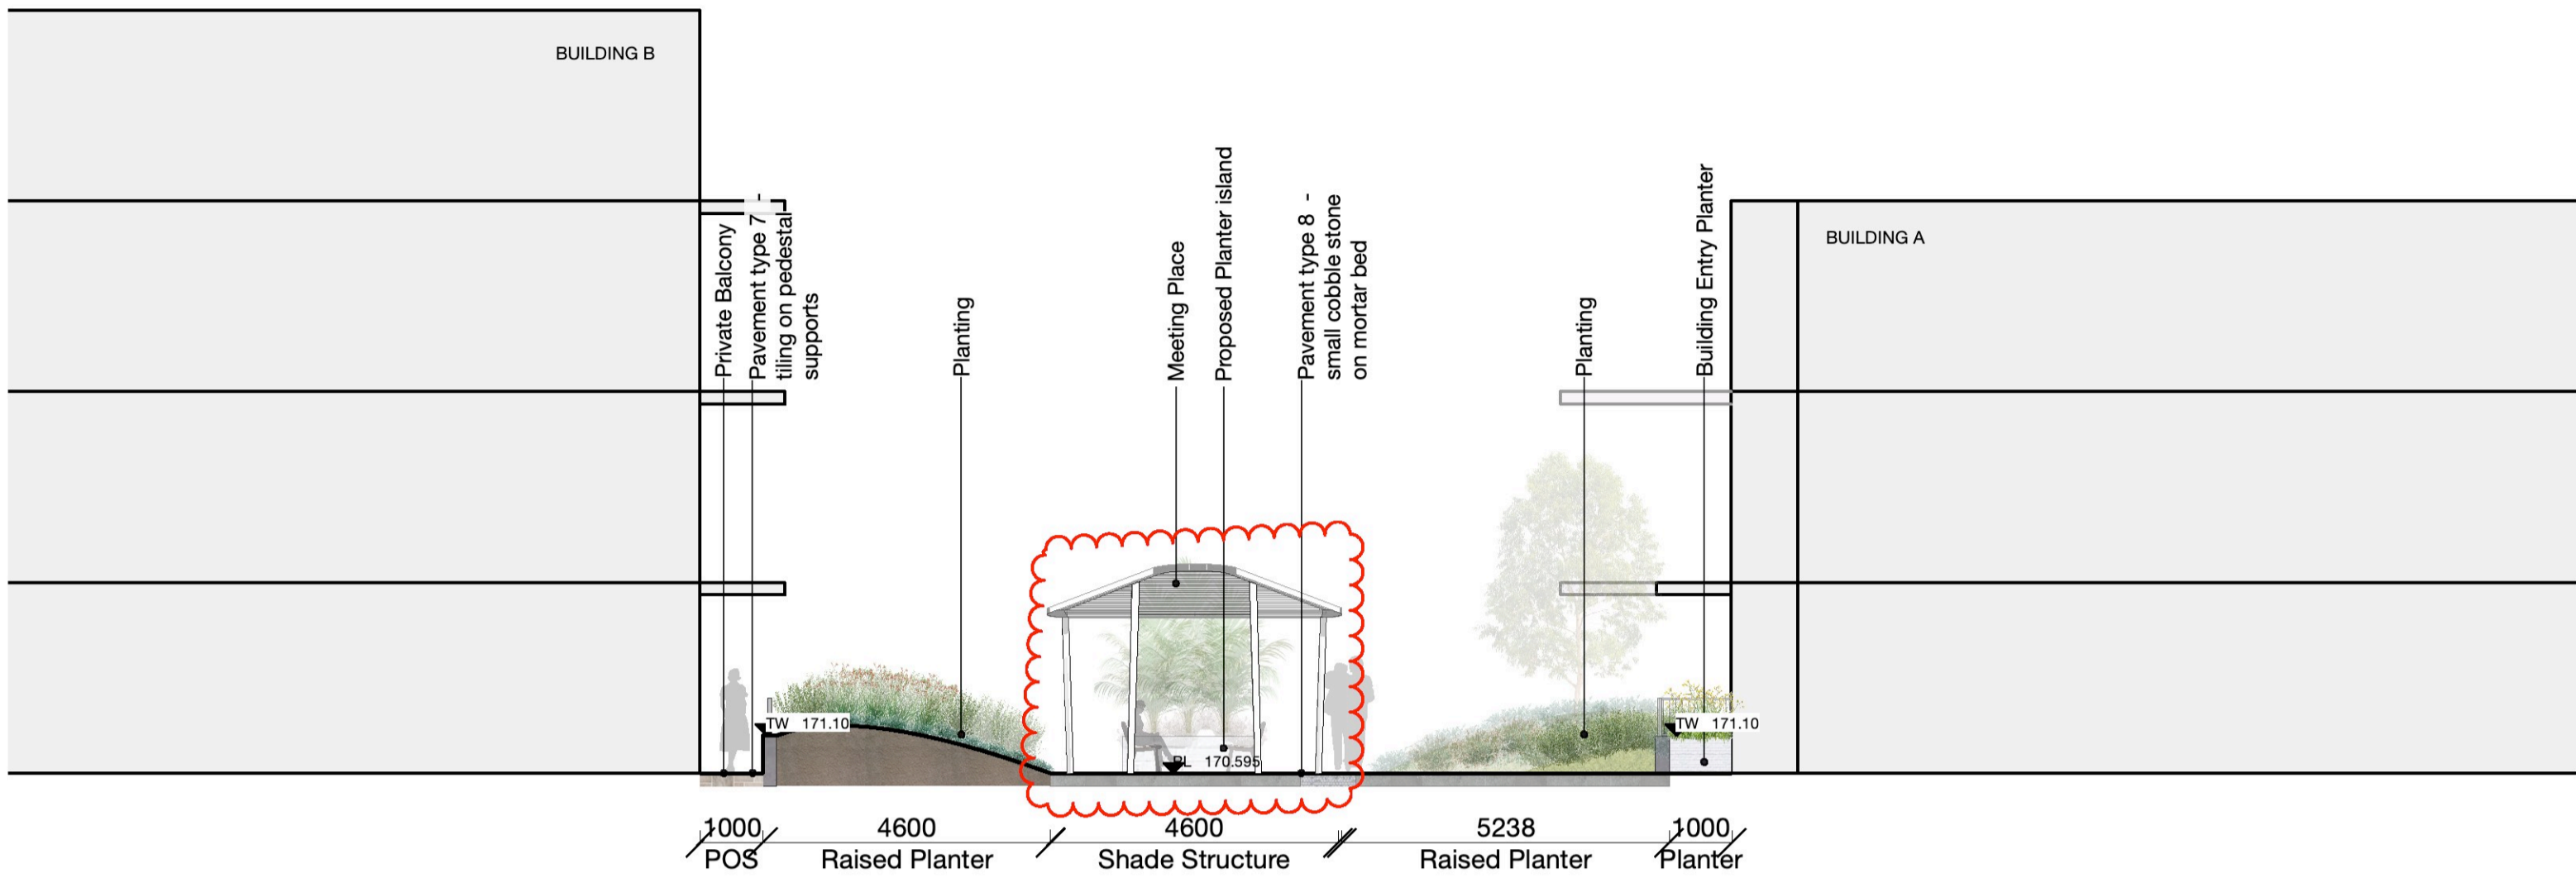 BUILDING B
BUILDING A
Private Balcony
Pavement type 7 -
tiling on pedestal
supports
Planting
Meeting Place
Proposed Planter island
Pavement type 8 -
small cobble stone
on mortar bed
Planting
Building Entry Planter
TW 171.10
RL 170.595
TW 171.10
1000
4600
4600
5238
1000
POS
Raised Planter
Shade Structure
Raised Planter
Planter